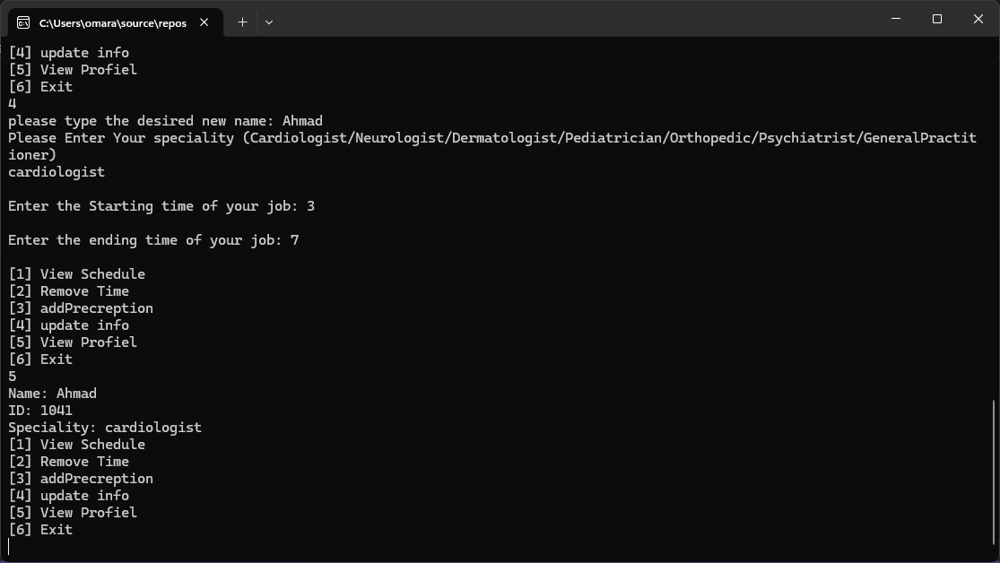 C:\Users\omara\source\repos
[4] update info
[5] View Profiel
[6] Exit
4
please type the desired new name: Ahmad
Please Enter Your speciality (Cardiologist/Neurologist/Dermatologist/Pediatrician/Orthopedic/Psychiatrist/GeneralPractit
ioner)
cardiologist
Enter the Starting time of your job: 3
Enter the ending time of your job: 7
[1] View Schedule
[2] Remove Time
[3] addPrecreption
[4] update info
[5] View Profiel
[6] Exit
5
Name: Ahmad
ID: 1041
Speciality: cardiologist
[1] View Schedule
[2] Remove Time
[3] addPrecreption
[4] update info
[5] View Profiel
[6] Exit